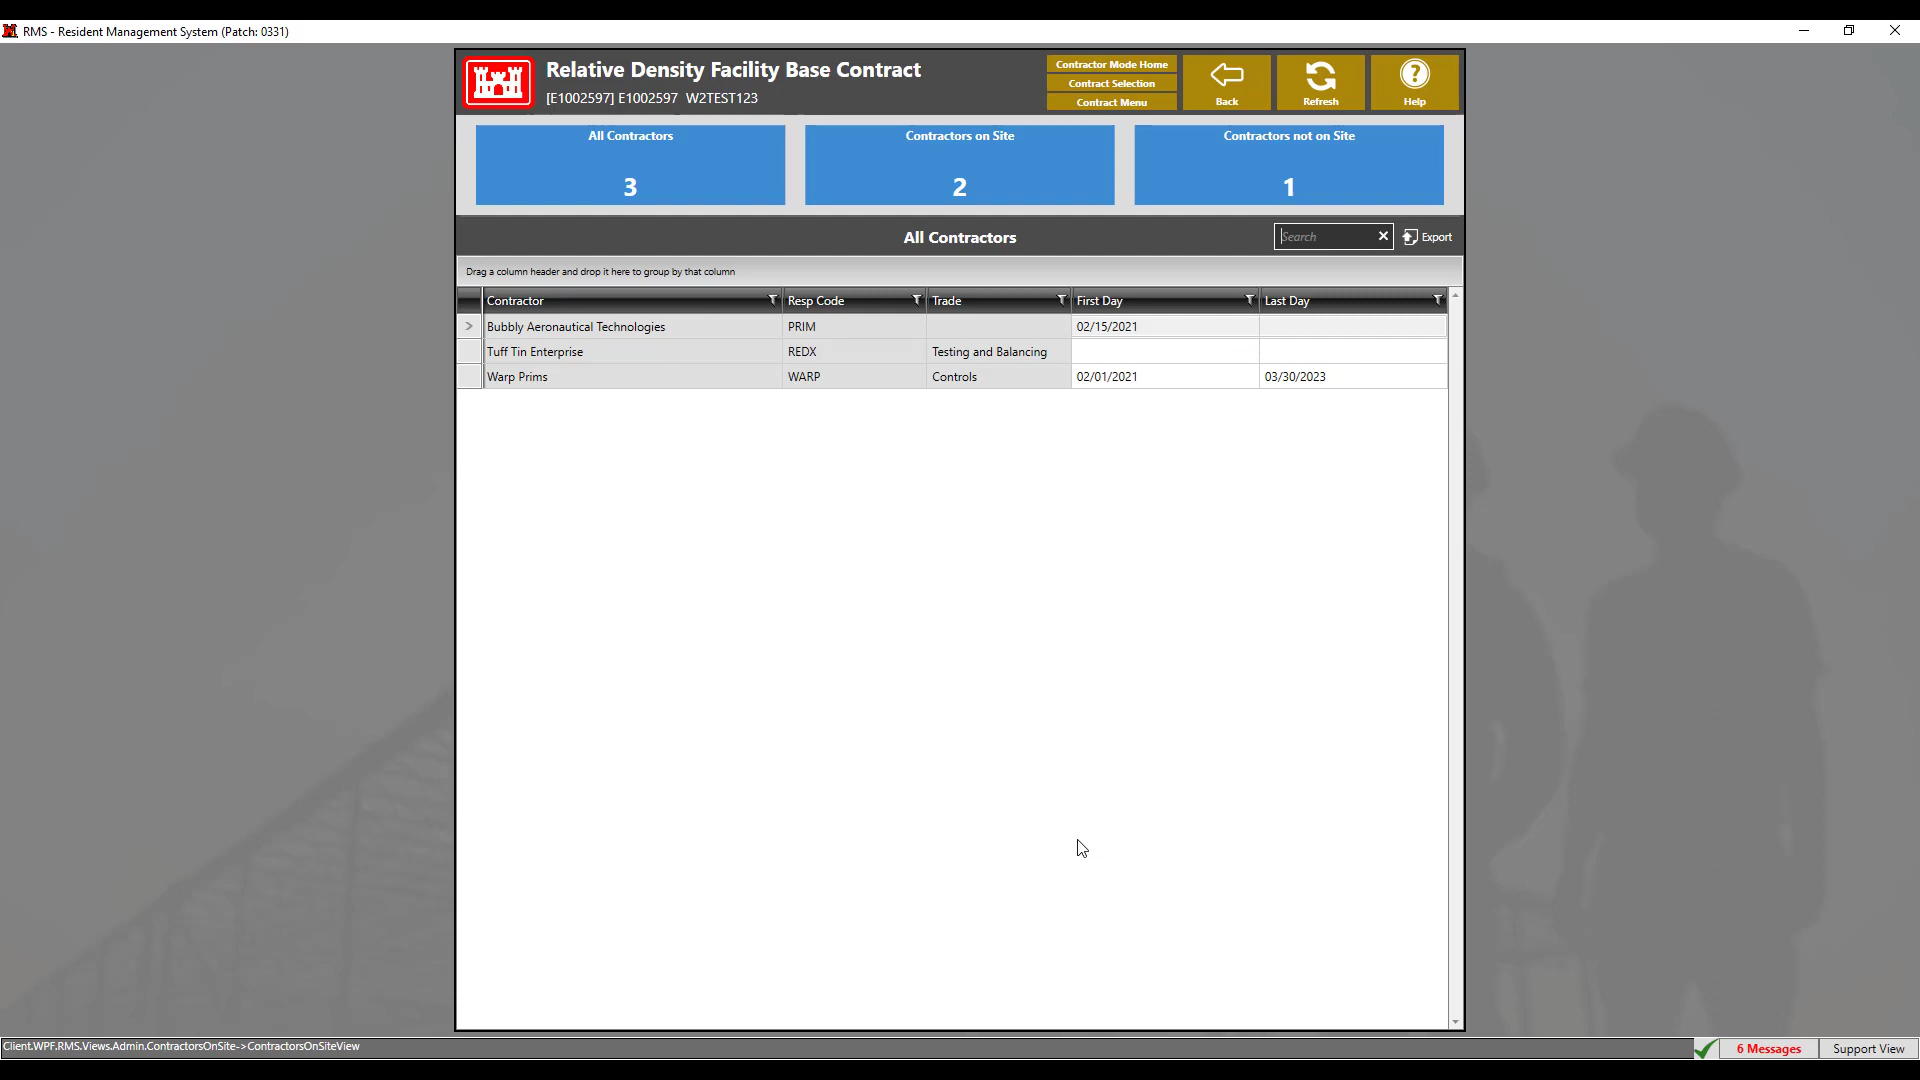 RMS - Resident Management System (Patch: 0331)
Relative Density Facility Base Contract
[E1002597] E1002597 W2TEST123
Contractor Mode Home
Contract Selection
Contract Menu
Back
Refresh
Help
All Contractors
3
Contractors on Site
2
Contractors not on Site
1
All Contractors
Search
Export
Drag a column header and drop it here to group by that column
Contractor Resp Code Trade First Day Last Day
Bubbly Aeronautical Technologies PRIM 02/15/2021
Tuff Tin Enterprise REDX Testing and Balancing
Warp Prims WARP Controls 02/01/2021 03/30/2023
Client.WPF.RMS.Views.Admin.ContractorsOnSite->ContractorsOnSiteView
6 Messages
Support View